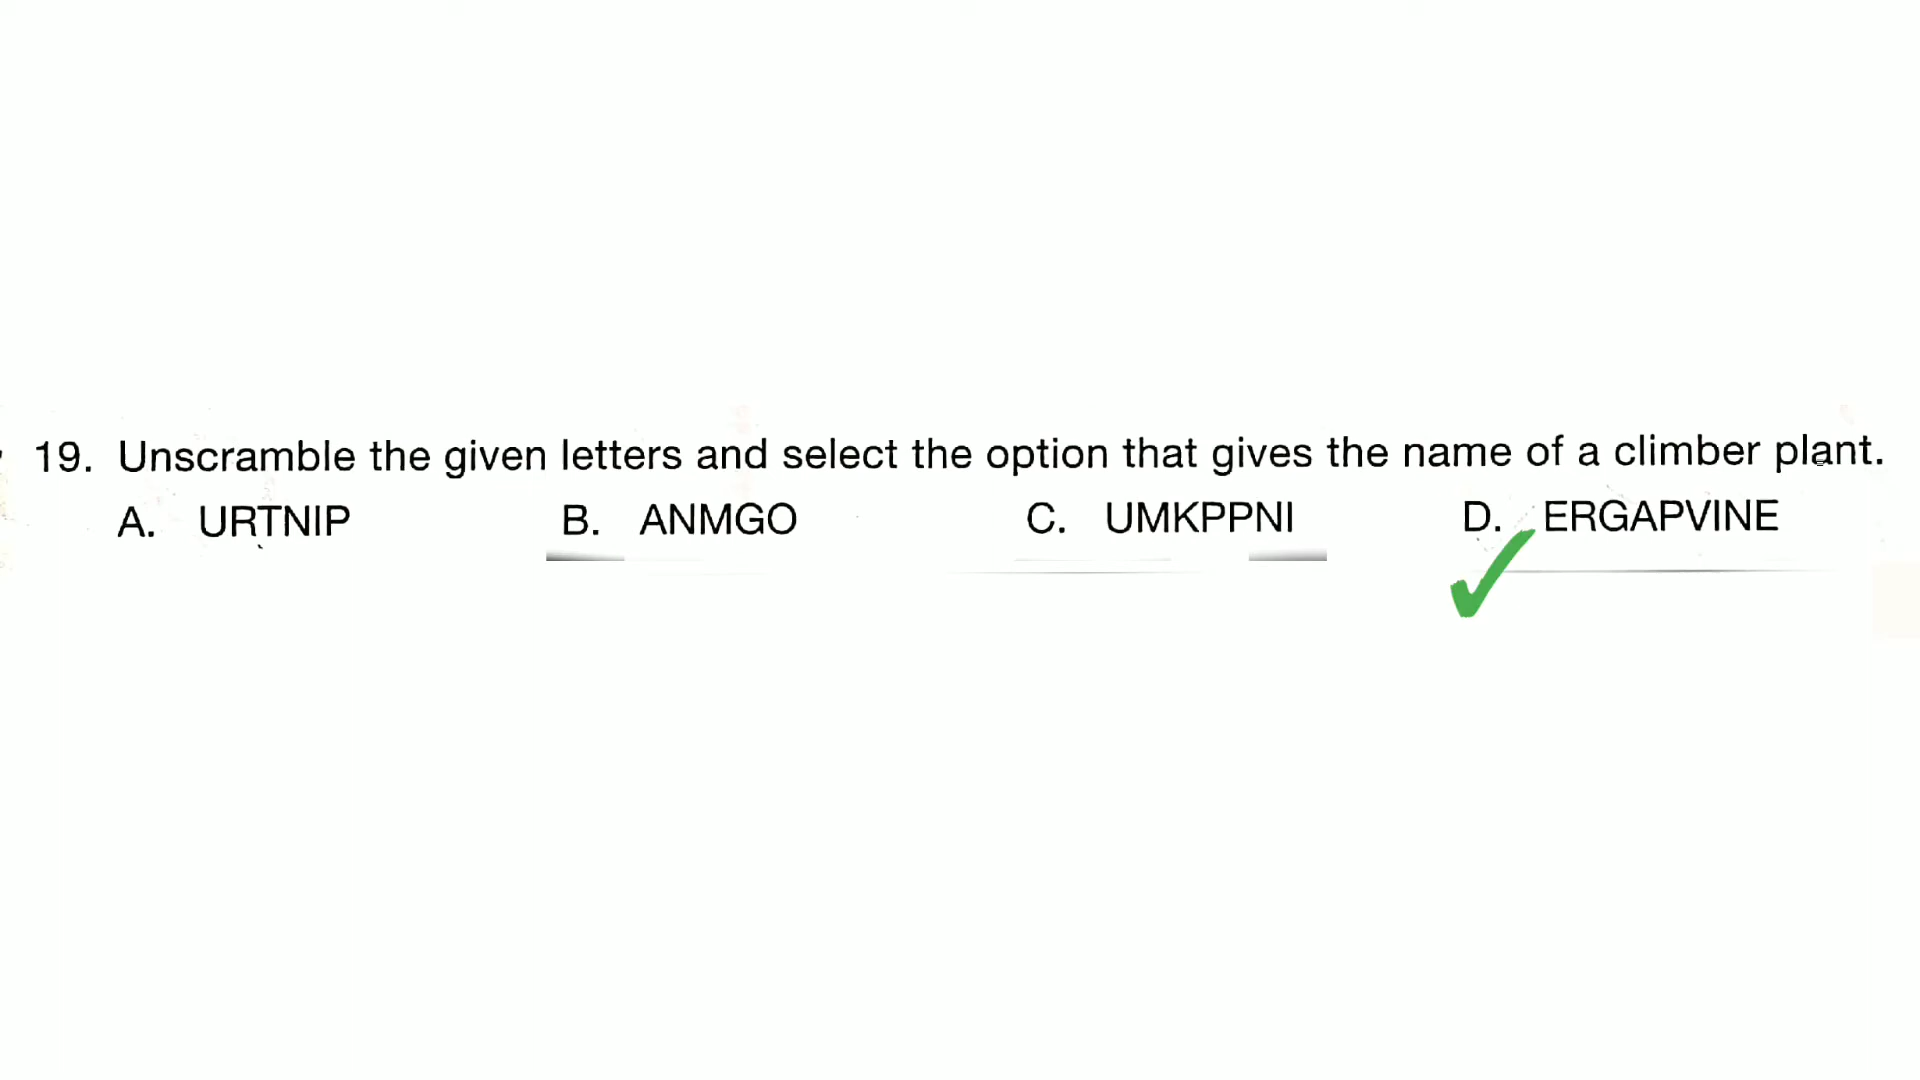 19. Unscramble the given letters and select the option that gives the name of a climber plant.
A. URTNIP B. ANMGO C. UMKPPNI D. ERGAPVINE